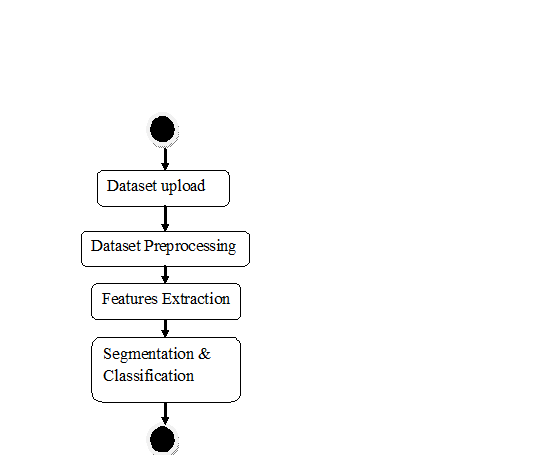 Dataset upload
Dataset Preprocessing
Features Extraction
Segmentation &
Classification